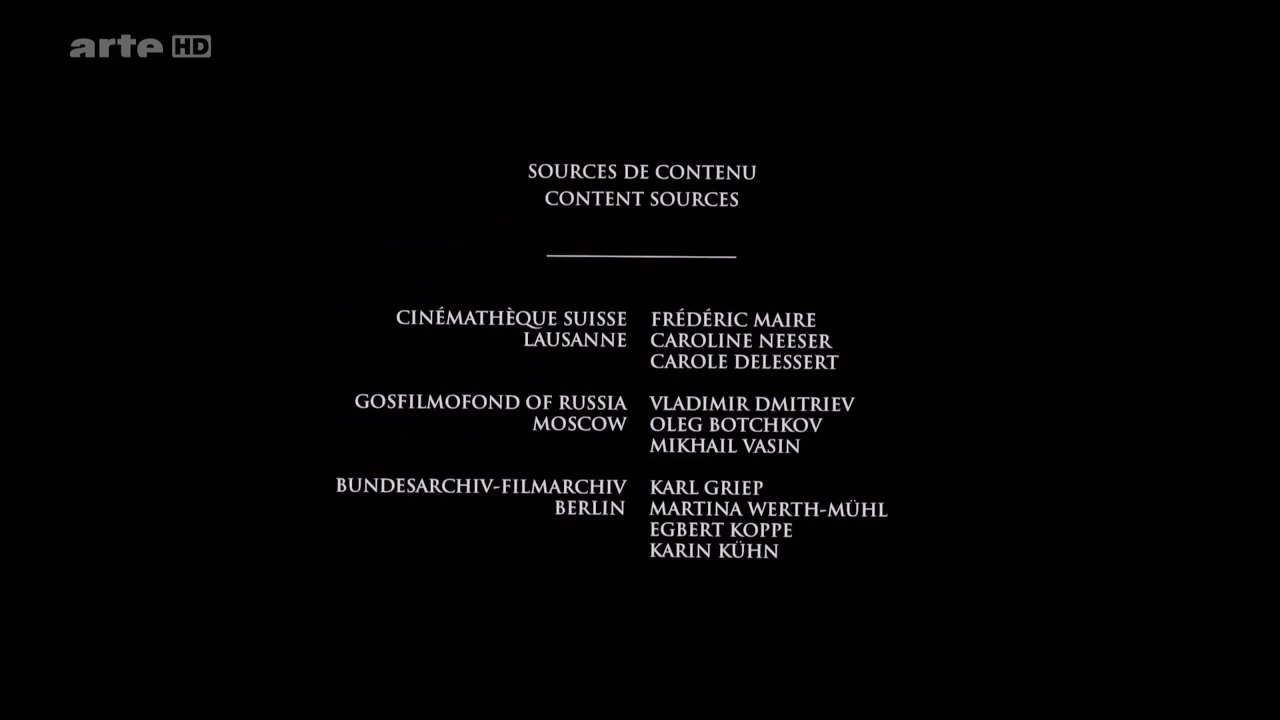 arte HD
SOURCES DE CONTENU
CONTENT SOURCES
CINÉMATHÈQUE SUISSE FRÉDÉRIC MAIRE
LAUSANNE CAROLINE NEESER
CAROLE DELESSERT
GOSFILMOFOND OF RUSSIA VLADIMIR DMITRIEV
MOSCOW OLEG BOTCHKOV
MIKHAIL VASIN
BUNDESARCHIV-FILMARCHIV KARL GRIEP
BERLIN MARTINA WERTH-MÜHL
EGBERT KOPPE
KARIN KÜHN